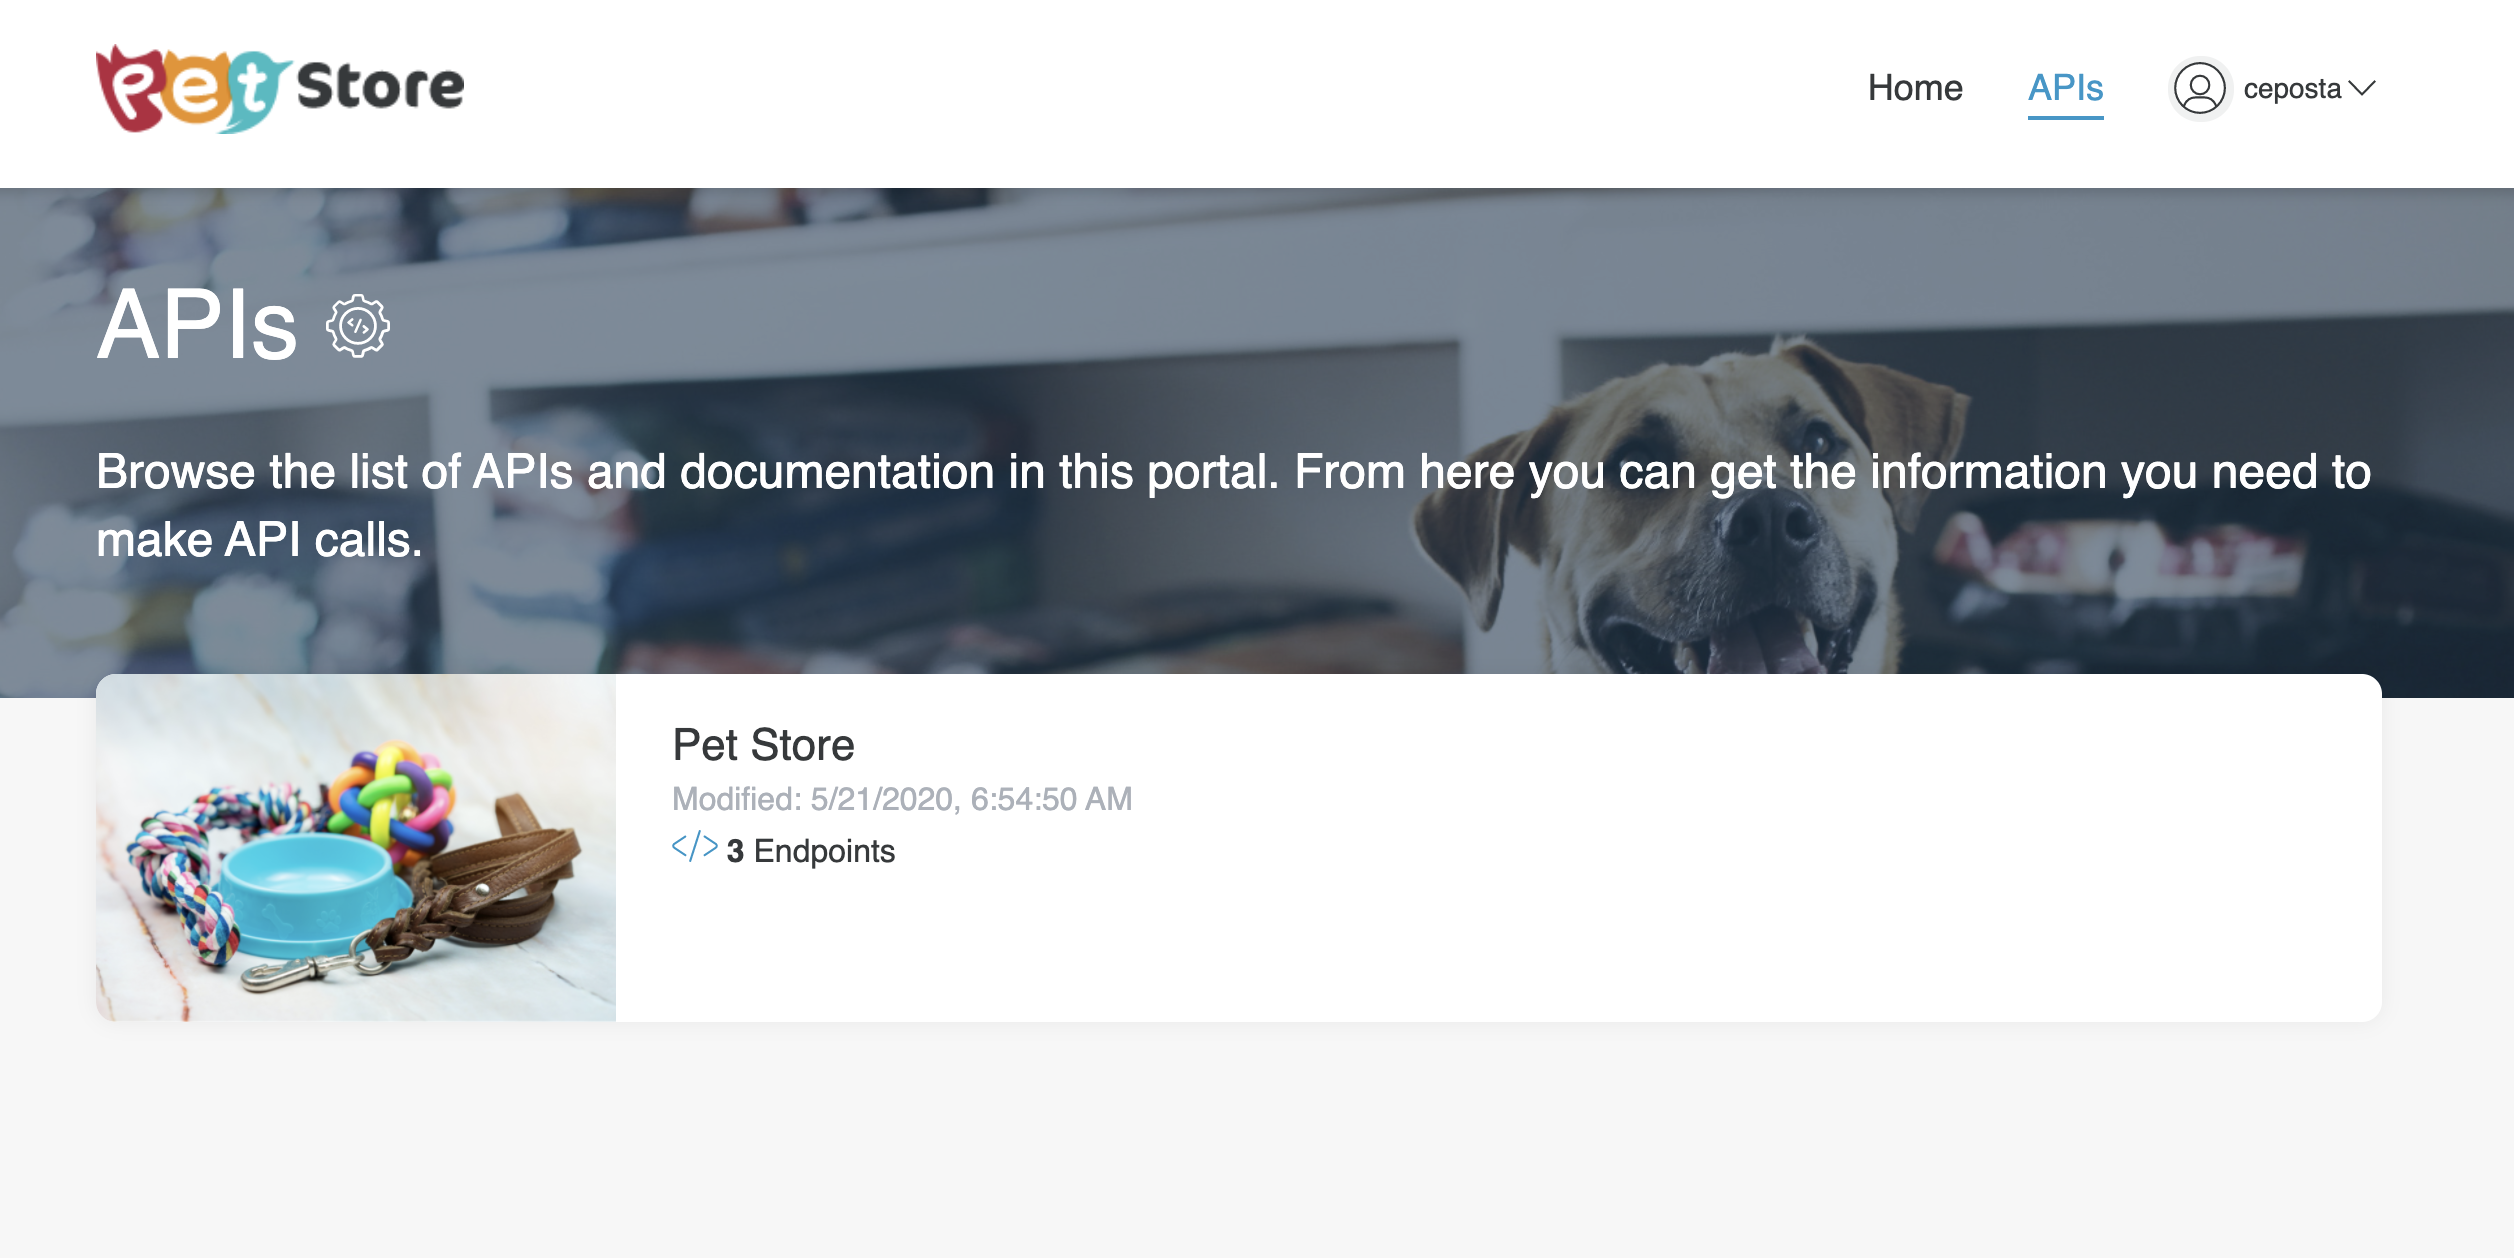 Pet Store
Home
APIs
ceposta
APIs
</>
Browse the list of APIs and documentation in this portal. From here you can get the information you need to
make API calls.
Pet Store
Modified: 5/21/2020, 6:54:50 AM
</> 3 Endpoints